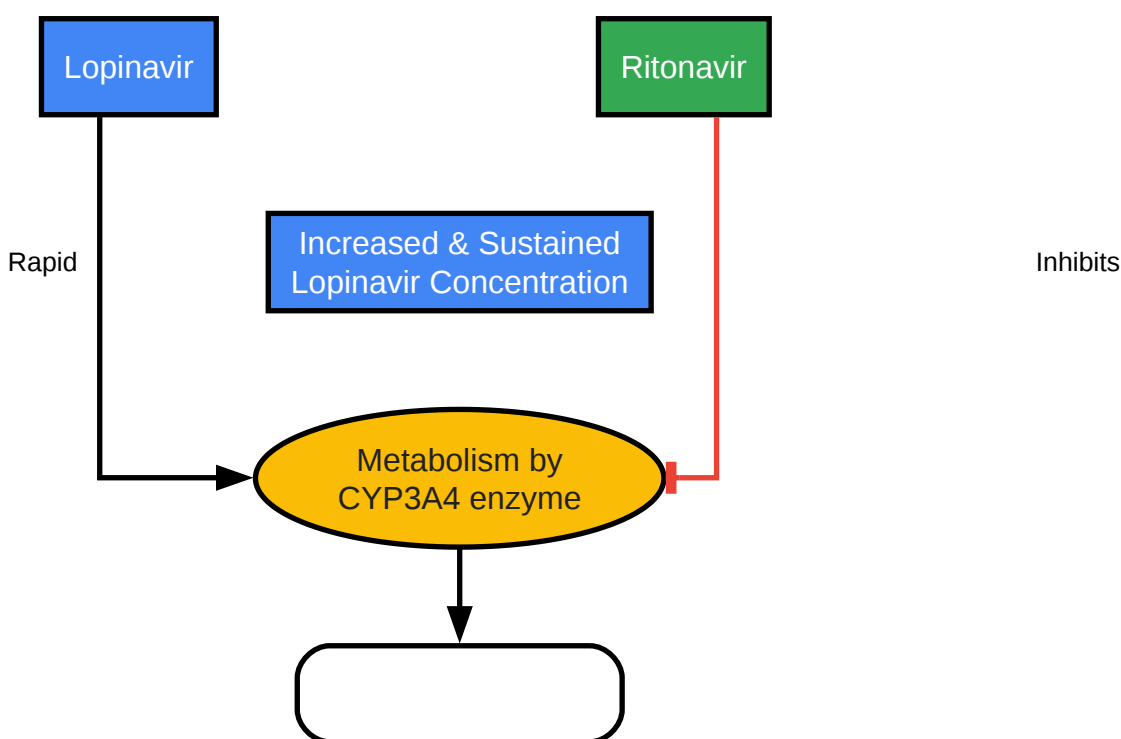 Lopinavir
Ritonavir
Increased & Sustained
Lopinavir Concentration
Rapid
Inhibits
Metabolism by
CYP3A4 enzyme